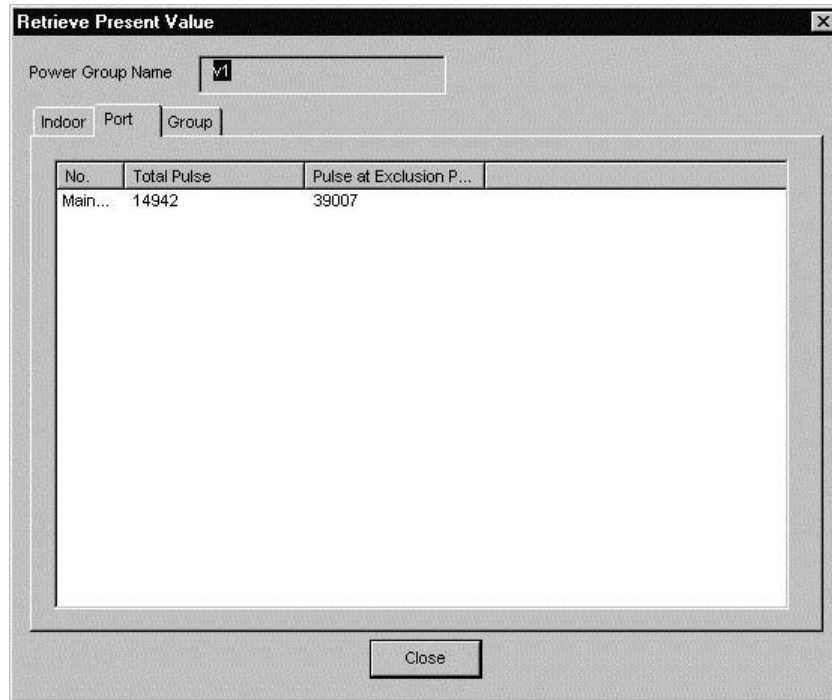 Retrieve Present Value
Power Group Name v1
Indoor Port Group
No. Total Pulse Pulse at Exclusion P...
Main... 14942 39007
Close